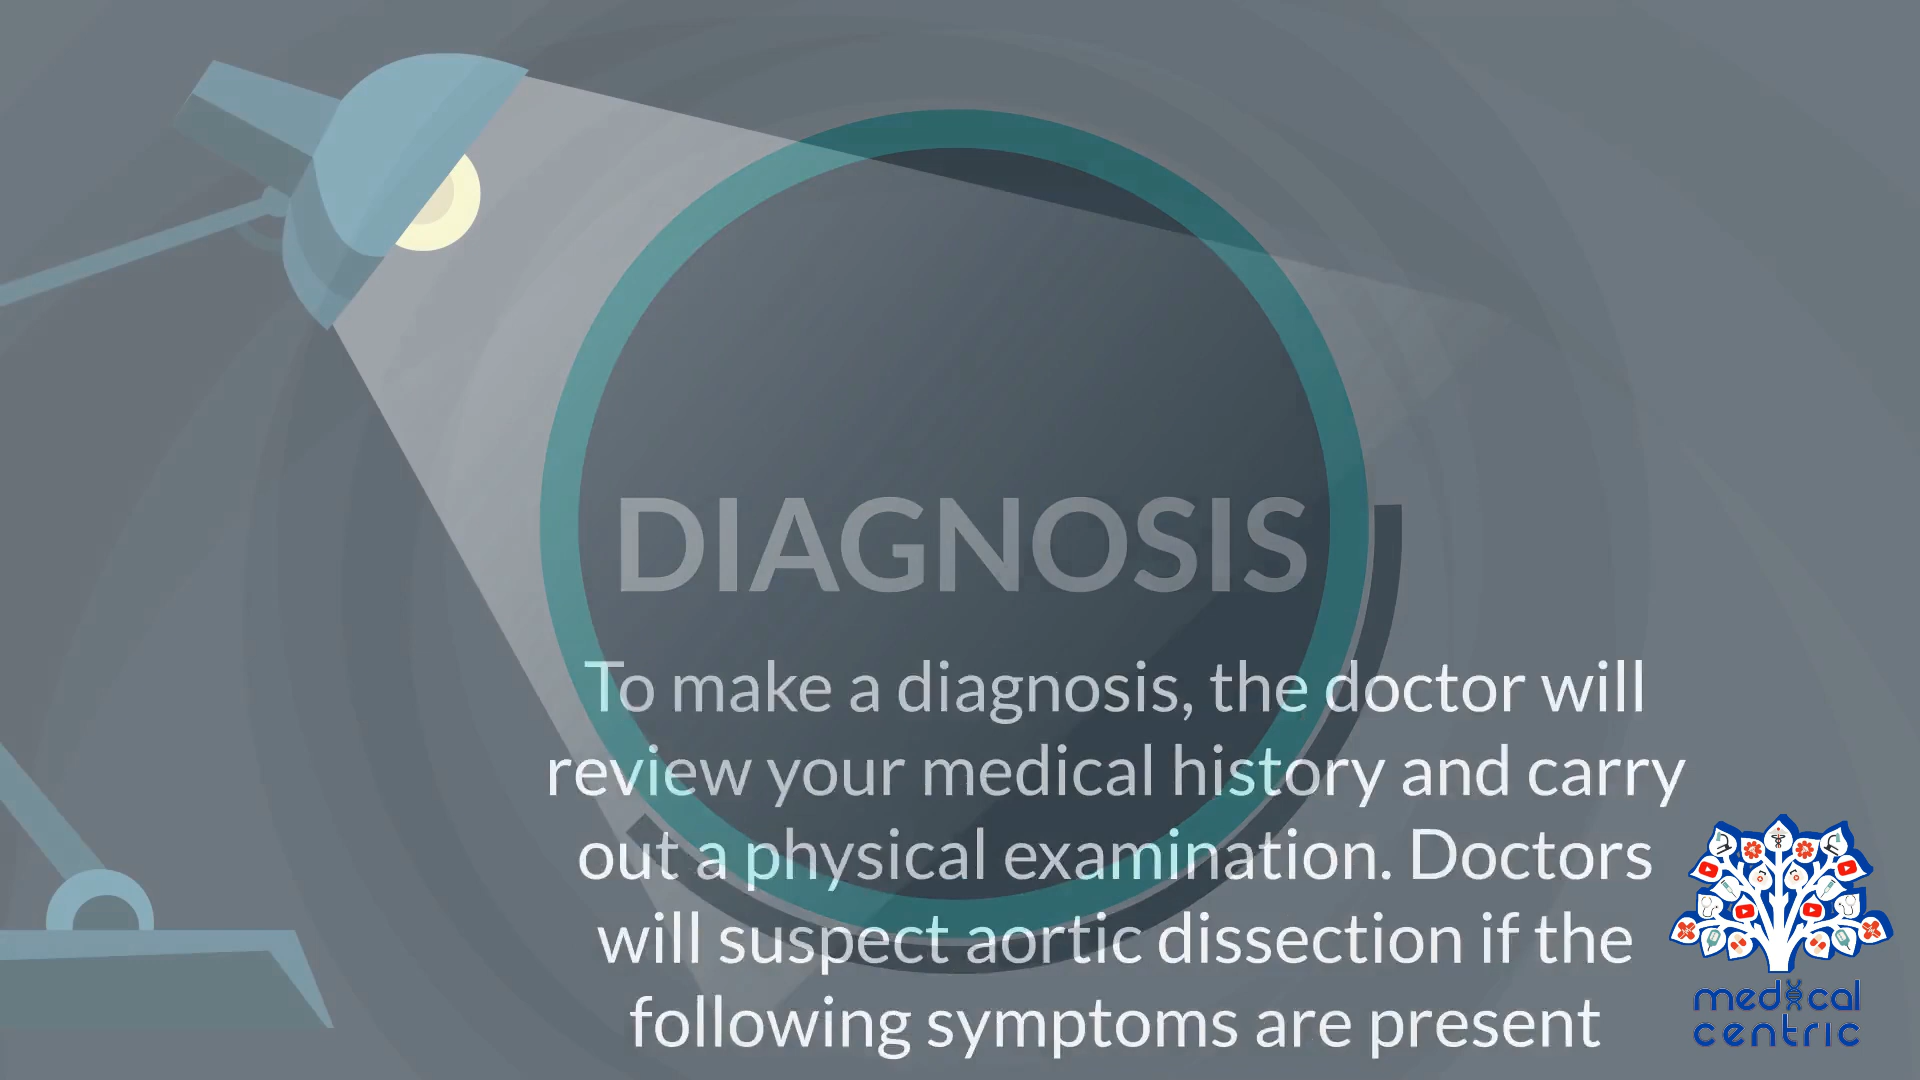 DIAGNOSIS
To make a diagnosis, the doctor will
review your medical history and carry
out a physical examination. Doctors
will suspect aortic dissection if the
following symptoms are present
medical
centric